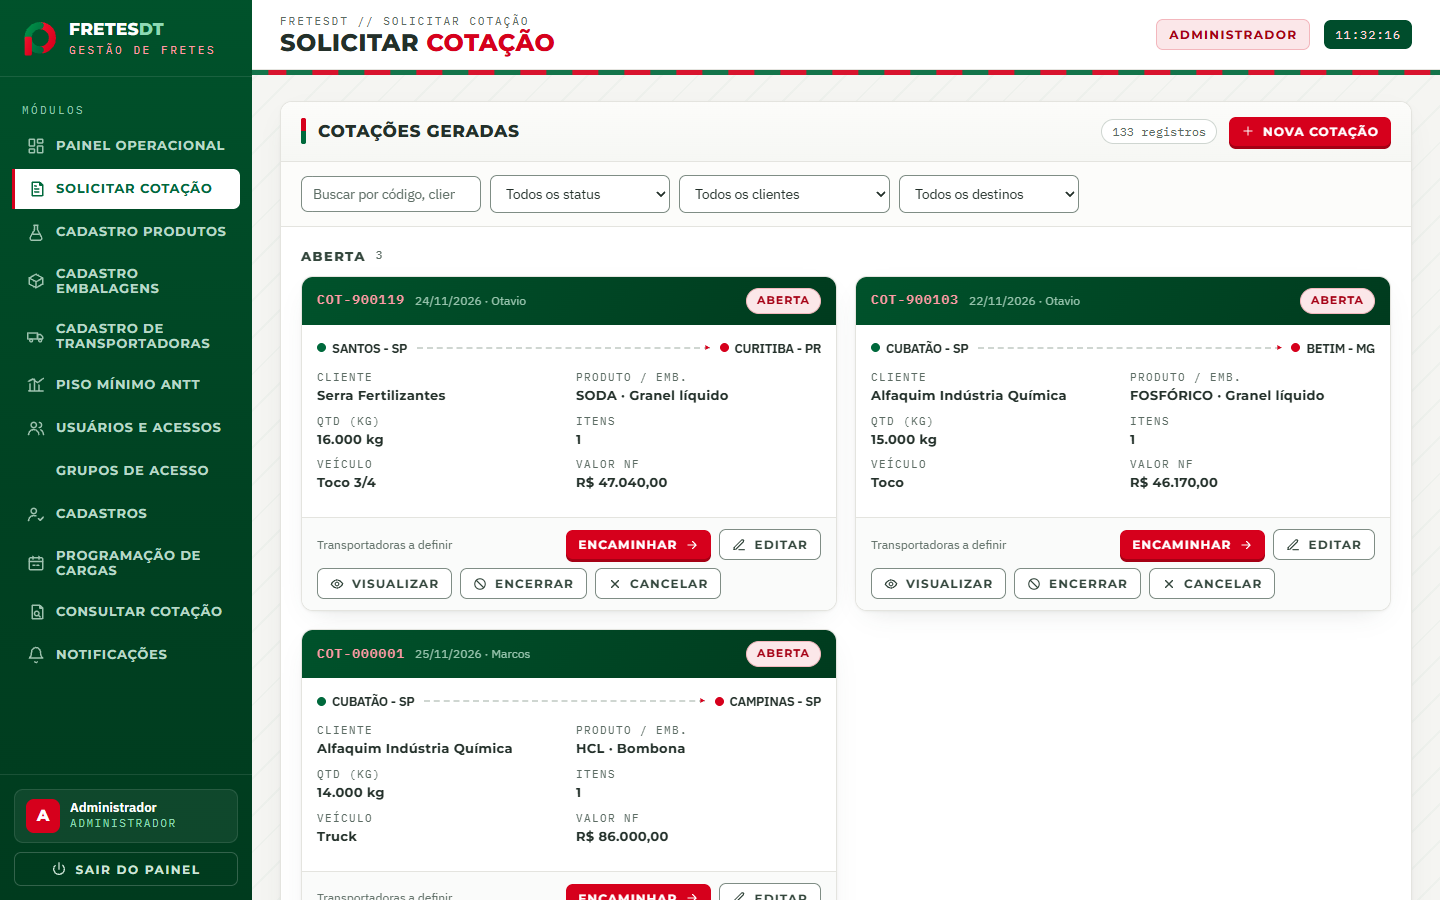 FRETESDT
GESTÃO DE FRETES
MÓDULOS
PAINEL OPERACIONAL
SOLICITAR COTAÇÃO
CADASTRO PRODUTOS
CADASTRO
EMBALAGENS
CADASTRO DE
TRANSPORTADORAS
PISO MÍNIMO ANTT
USUÁRIOS E ACESSOS
GRUPOS DE ACESSO
CADASTROS
PROGRAMAÇÃO DE
CARGAS
CONSULTAR COTAÇÃO
NOTIFICAÇÕES
A
Administrador
ADMINISTRADOR
SAIR DO PAINEL
FRETESDT // SOLICITAR COTAÇÃO
SOLICITAR COTAÇÃO
ADMINISTRADOR
11:32:16
COTAÇÕES GERADAS
133 registros
+ NOVA COTAÇÃO
Buscar por código, clier
Todos os status
Todos os clientes
Todos os destinos
ABERTA 3
COT-900119 24/11/2026 · Otavio ABERTA
SANTOS - SP CURITIBA - PR
CLIENTE PRODUTO / EMB.
Serra Fertilizantes SODA · Granel líquido
QTD (KG) ITENS
16.000 kg 1
VEÍCULO VALOR NF
Toco 3/4 R$ 47.040,00
Transportadoras a definir ENCAMINHAR → EDITAR
VISUALIZAR ENCERRAR CANCELAR
COT-900103 22/11/2026 · Otavio ABERTA
CUBATÃO - SP BETIM - MG
CLIENTE PRODUTO / EMB.
Alfaquim Indústria Química FOSFÓRICO · Granel líquido
QTD (KG) ITENS
15.000 kg 1
VEÍCULO VALOR NF
Toco R$ 46.170,00
Transportadoras a definir ENCAMINHAR → EDITAR
VISUALIZAR ENCERRAR CANCELAR
COT-000001 25/11/2026 · Marcos ABERTA
CUBATÃO - SP CAMPINAS - SP
CLIENTE PRODUTO / EMB.
Alfaquim Indústria Química HCL · Bombona
QTD (KG) ITENS
14.000 kg 1
VEÍCULO VALOR NF
Truck R$ 86.000,00
Transportadoras a definir ENCAMINHAR → EDITAR